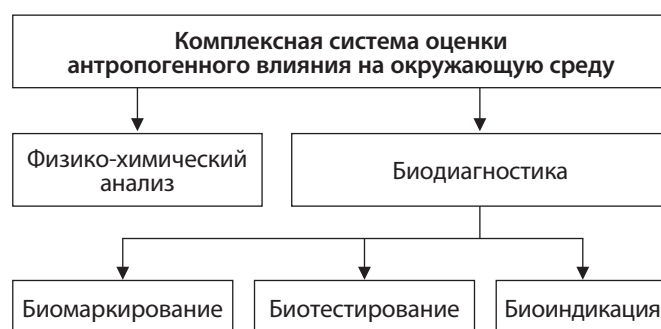 Комплексная система оценки
антропогенного влияния на окружающую среду
Физико-химический
анализ
Биодиагностика
Биомаркирование
Биотестирование
Биоиндикация